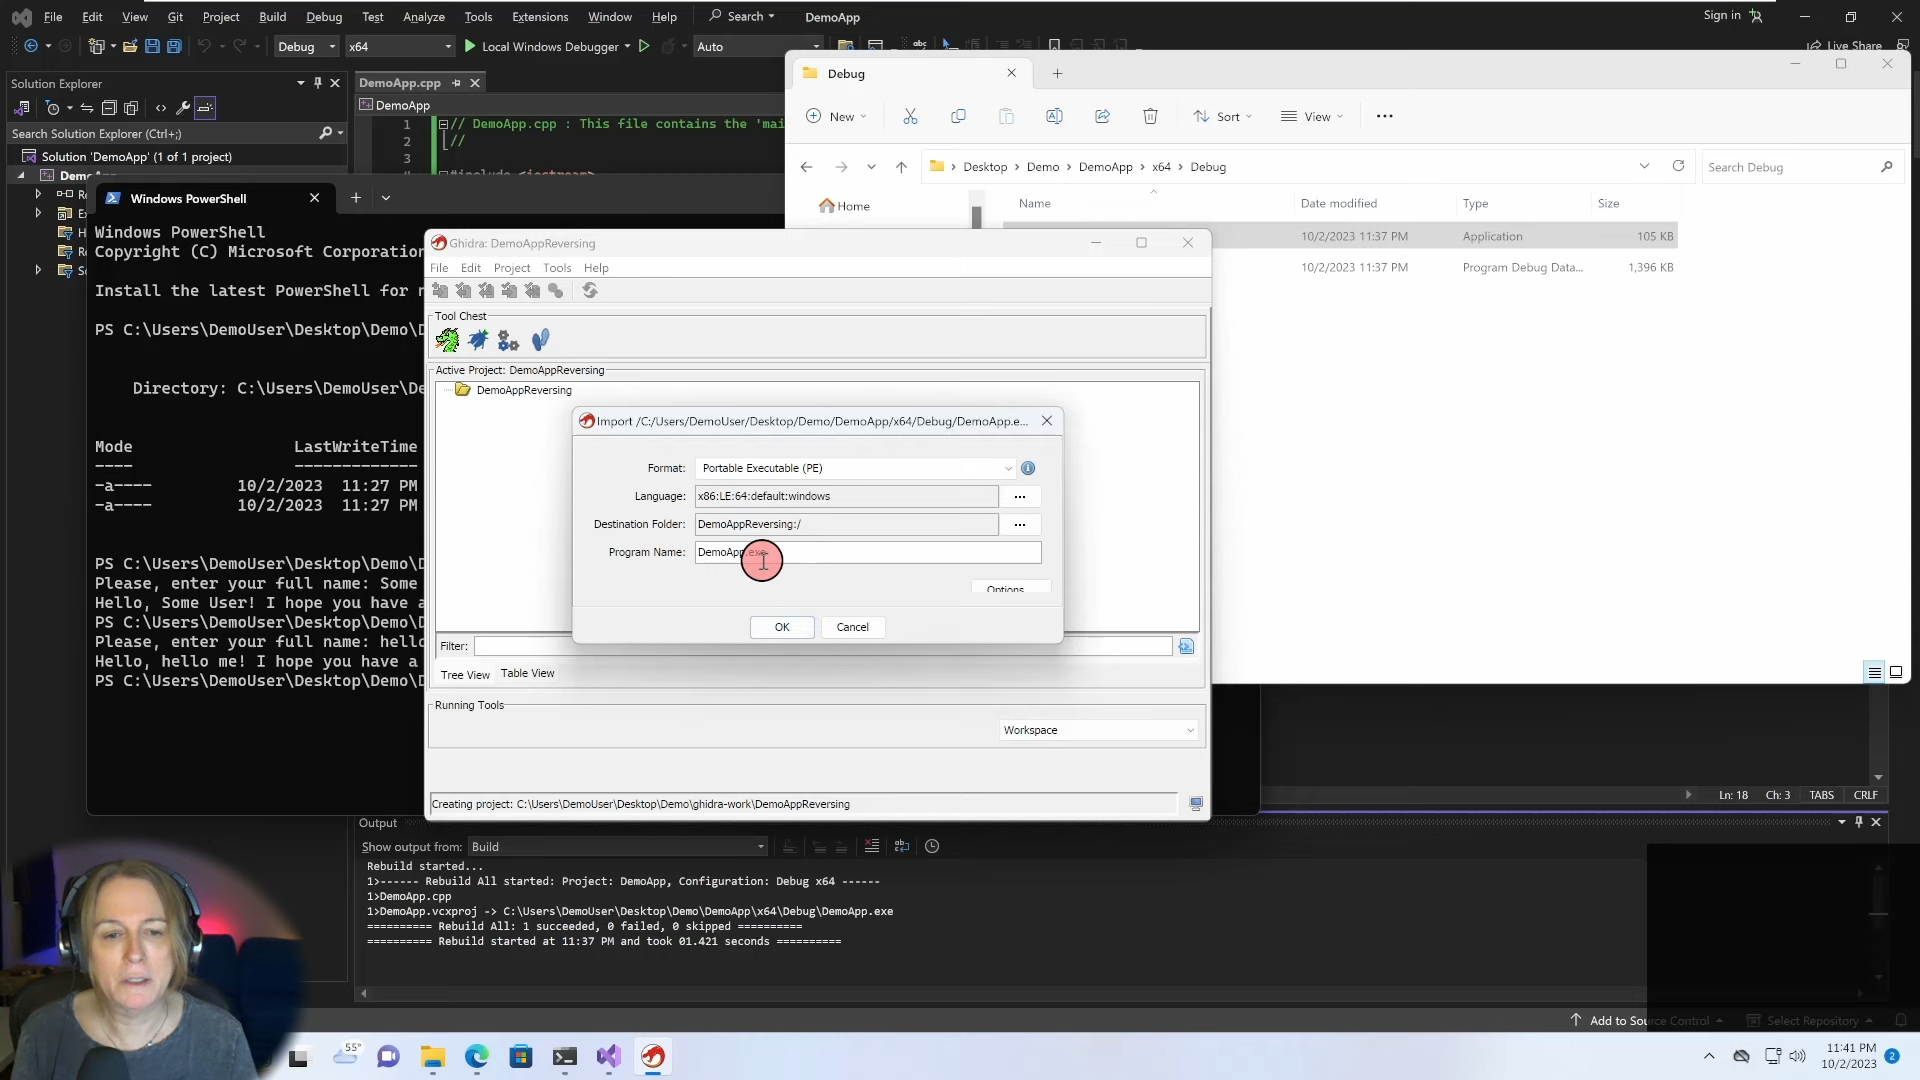 File Edit View Git Project Build Debug Test Analyze Tools Extensions Window Help Search DemoApp Sign in
Debug x64 Local Windows Debugger Auto Live Share
Solution Explorer
Search Solution Explorer (Ctrl+;)
Solution 'DemoApp' (1 of 1 project)
DemoApp.cpp
DemoApp
1 // DemoApp.cpp : This file contains the 'mai
2 //
3
#include <iostream>
Windows PowerShell
Windows PowerShell
Copyright (C) Microsoft Corporation
Install the latest PowerShell for
PS C:\Users\DemoUser\Desktop\Demo\
Directory: C:\Users\DemoUser\De
Mode LastWriteTime
---- -------------
-a---- 10/2/2023 11:27 PM
-a---- 10/2/2023 11:27 PM
PS C:\Users\DemoUser\Desktop\Demo\
Please, enter your full name: Some
Hello, Some User! I hope you have a
PS C:\Users\DemoUser\Desktop\Demo\
Please, enter your full name: hello
Hello, hello me! I hope you have a
PS C:\Users\DemoUser\Desktop\Demo\
Debug
New Sort View
Desktop Demo DemoApp x64 Debug Search Debug
Home
Name Date modified Type Size
10/2/2023 11:37 PM Application 105 KB
10/2/2023 11:37 PM Program Debug Data... 1,396 KB
Ghidra: DemoAppReversing
File Edit Project Tools Help
Tool Chest
Active Project: DemoAppReversing
DemoAppReversing
Import /C:/Users/DemoUser/Desktop/Demo/DemoApp/x64/Debug/DemoApp.e...
Format: Portable Executable (PE)
Language: x86:LE:64:default:windows ...
Destination Folder: DemoAppReversing:/ ...
Program Name: DemoApp.exe
Options...
OK Cancel
Filter:
Tree View Table View
Running Tools
Workspace
Creating project: C:\Users\DemoUser\Desktop\Demo\ghidra-work\DemoAppReversing
Ln: 18 Ch: 3 TABS CRLF
Output
Show output from: Build
Rebuild started...
1>------ Rebuild All started: Project: DemoApp, Configuration: Debug x64 ------
1>DemoApp.cpp
1>DemoApp.vcxproj -> C:\Users\DemoUser\Desktop\Demo\DemoApp\x64\Debug\DemoApp.exe
========== Rebuild All: 1 succeeded, 0 failed, 0 skipped ==========
========== Rebuild started at 11:37 PM and took 01.421 seconds ==========
Add to Source Control Select Repository
55°
11:41 PM
10/2/2023
2